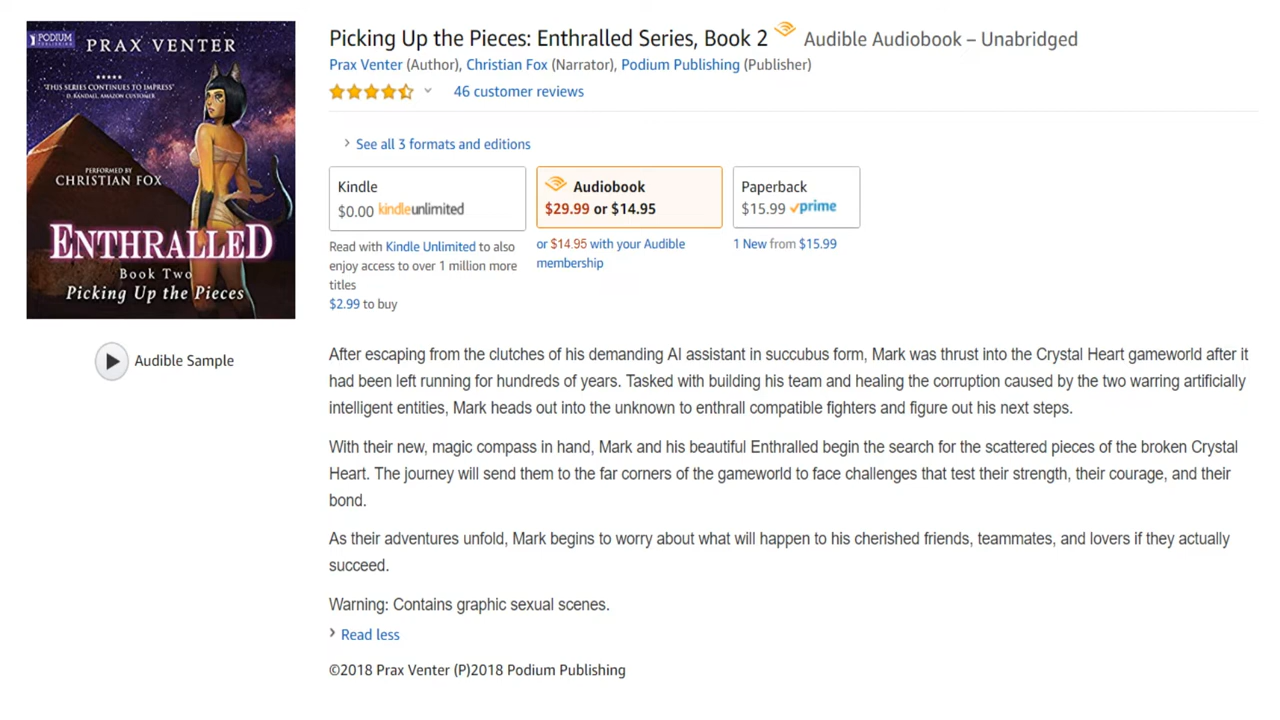 PODIUM
PUBLISHING
PRAX VENTER
"THIS SERIES CONTINUES TO IMPRESS"
D. RANDALL, AMAZON CUSTOMER
PERFORMED BY
CHRISTIAN FOX
ENTHRALLED
Book Two
Picking Up the Pieces
Audible Sample
Picking Up the Pieces: Enthralled Series, Book 2 Audible Audiobook – Unabridged
Prax Venter (Author), Christian Fox (Narrator), Podium Publishing (Publisher)
46 customer reviews
See all 3 formats and editions
Kindle
$0.00 kindleunlimited
Read with Kindle Unlimited to also
enjoy access to over 1 million more
titles
$2.99 to buy
Audiobook
$29.99 or $14.95
or $14.95 with your Audible
membership
Paperback
$15.99 prime
1 New from $15.99
After escaping from the clutches of his demanding AI assistant in succubus form, Mark was thrust into the Crystal Heart gameworld after it
had been left running for hundreds of years. Tasked with building his team and healing the corruption caused by the two warring artificially
intelligent entities, Mark heads out into the unknown to enthrall compatible fighters and figure out his next steps.
With their new, magic compass in hand, Mark and his beautiful Enthralled begin the search for the scattered pieces of the broken Crystal
Heart. The journey will send them to the far corners of the gameworld to face challenges that test their strength, their courage, and their
bond.
As their adventures unfold, Mark begins to worry about what will happen to his cherished friends, teammates, and lovers if they actually
succeed.
Warning: Contains graphic sexual scenes.
Read less
©2018 Prax Venter (P)2018 Podium Publishing